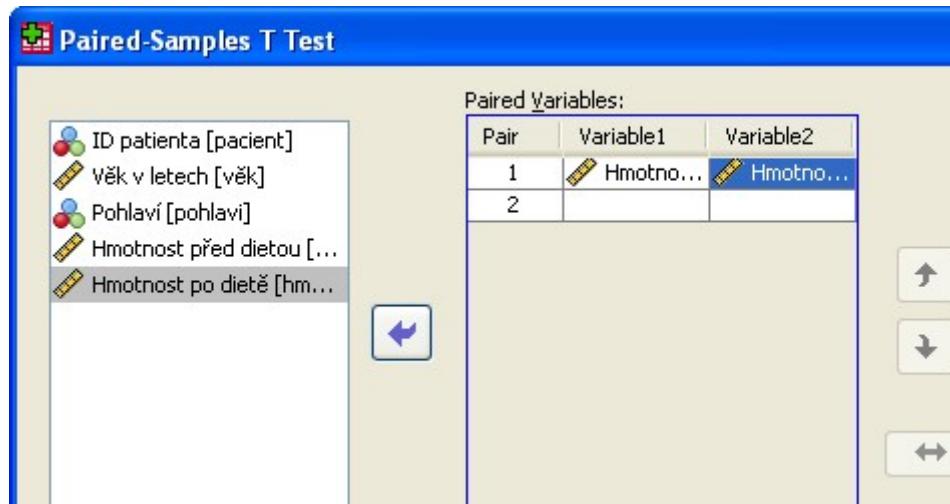 Paired-Samples T Test
Paired Variables:
ID patienta [pacient]
Věk v letech [věk]
Pohlaví [pohlavi]
Hmotnost před dietou [...
Hmotnost po dietě [hm...
Pair Variable1 Variable2
1 Hmotno... Hmotno...
2